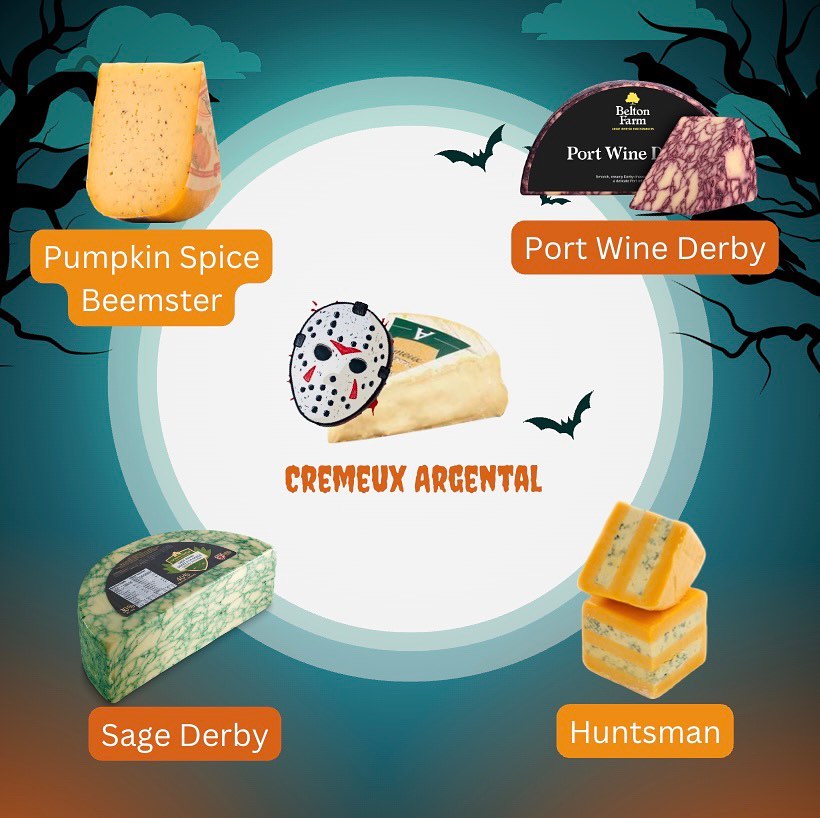 Belton
Farm
Port Wine D
Pumpkin Spice
Beemster
Port Wine Derby
A
CREMEUX ARGENTAL
Sage Derby
Huntsman